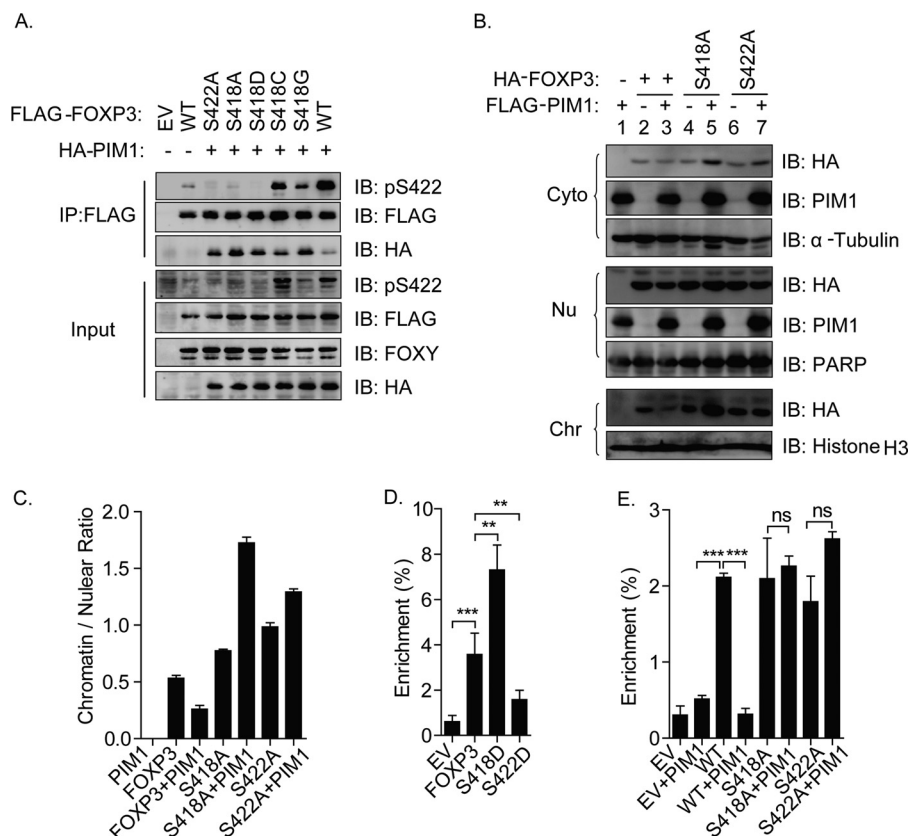 A.
FLAG-FOXP3:
EV
WT
S422A
S418A
S418D
S418C
S418G
WT
HA-PIM1: - - + + + + + +
IP:FLAG
IB: pS422
IB: FLAG
IB: HA
Input
IB: pS422
IB: FLAG
IB: FOXY
IB: HA
B.
S418A
S422A
HA-FOXP3: - + +
FLAG-PIM1: + - + - + - +
1 2 3 4 5 6 7
Cyto
IB: HA
IB: PIM1
IB: α-Tubulin
Nu
IB: HA
IB: PIM1
IB: PARP
Chr
IB: HA
IB: Histone H3
C.
Chromatin / Nulear Ratio
2.0
1.5
1.0
0.5
0.0
PIM1
FOXP3
FOXP3+PIM1
S418A
S418A+PIM1
S422A
S422A+PIM1
D.
Enrichment (%)
10
8
6
4
2
0
***
**
**
EV
FOXP3
S418D
S422D
E.
Enrichment (%)
3
2
1
0
***
***
ns
ns
EV
EV+PIM1
WT
WT+PIM1
S418A
S418A+PIM1
S422A
S422A+PIM1